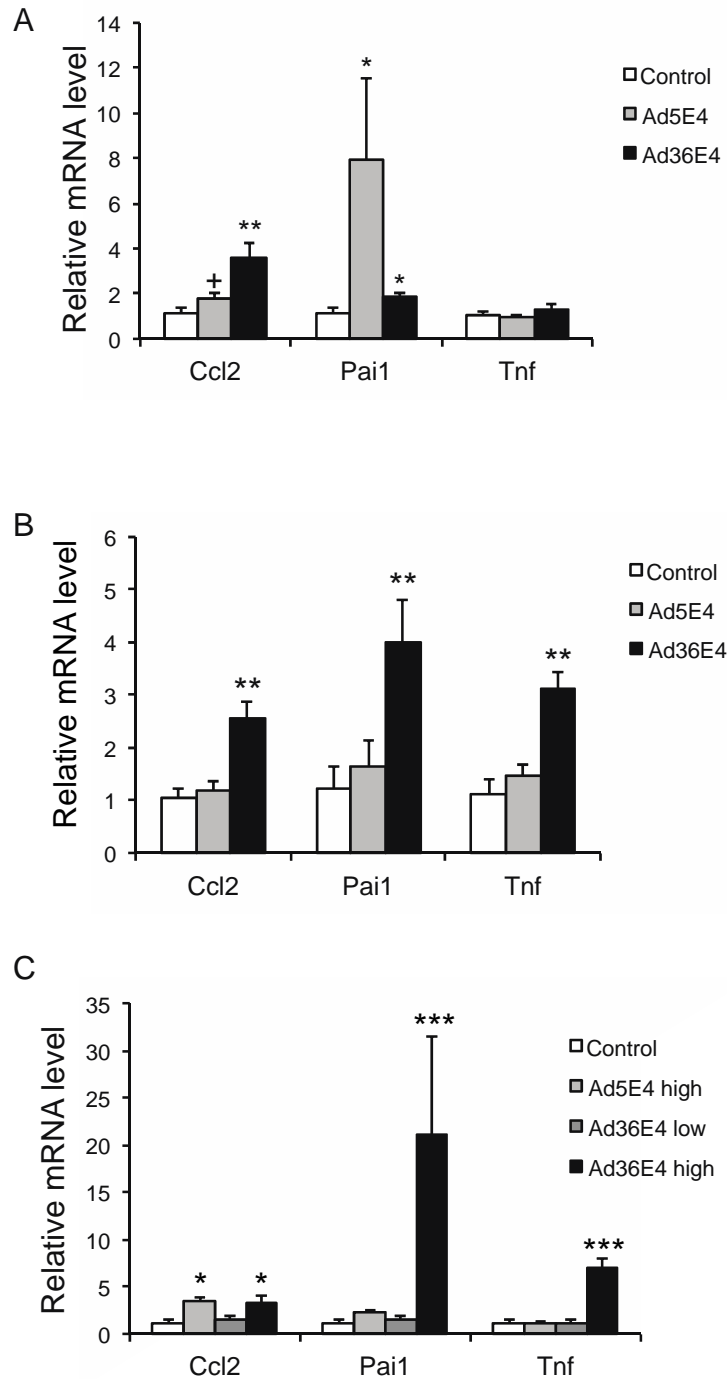 A
Relative mRNA level
14
12
10
8
6
4
2
0
+
**
*
*
Ccl2 Pai1 Tnf
Control
Ad5E4
Ad36E4
B
Relative mRNA level
6
5
4
3
2
1
0
**
**
**
Ccl2 Pai1 Tnf
Control
Ad5E4
Ad36E4
C
Relative mRNA level
35
30
25
20
15
10
5
0
*
*
***
***
Ccl2 Pai1 Tnf
Control
Ad5E4 high
Ad36E4 low
Ad36E4 high